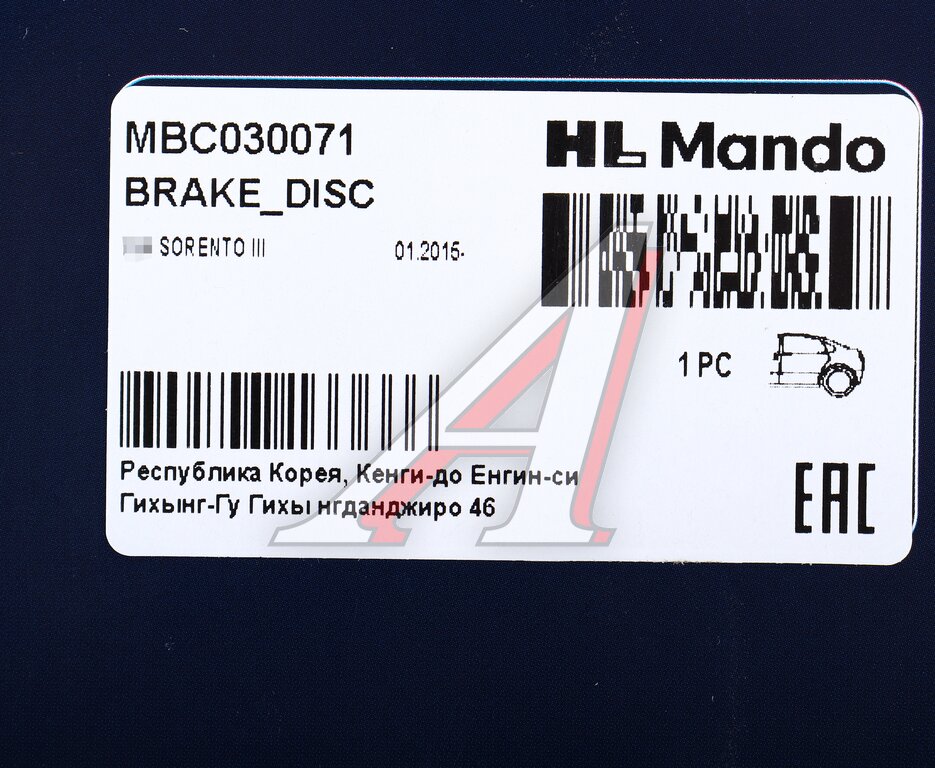 MBC030071
HL Mando
BRAKE_DISC
SORENTO III 01.2015-
1 PC
Республика Корея, Кенги-до Енгин-си
Гихынг-Гу Гихы нгданджиро 46
EAC